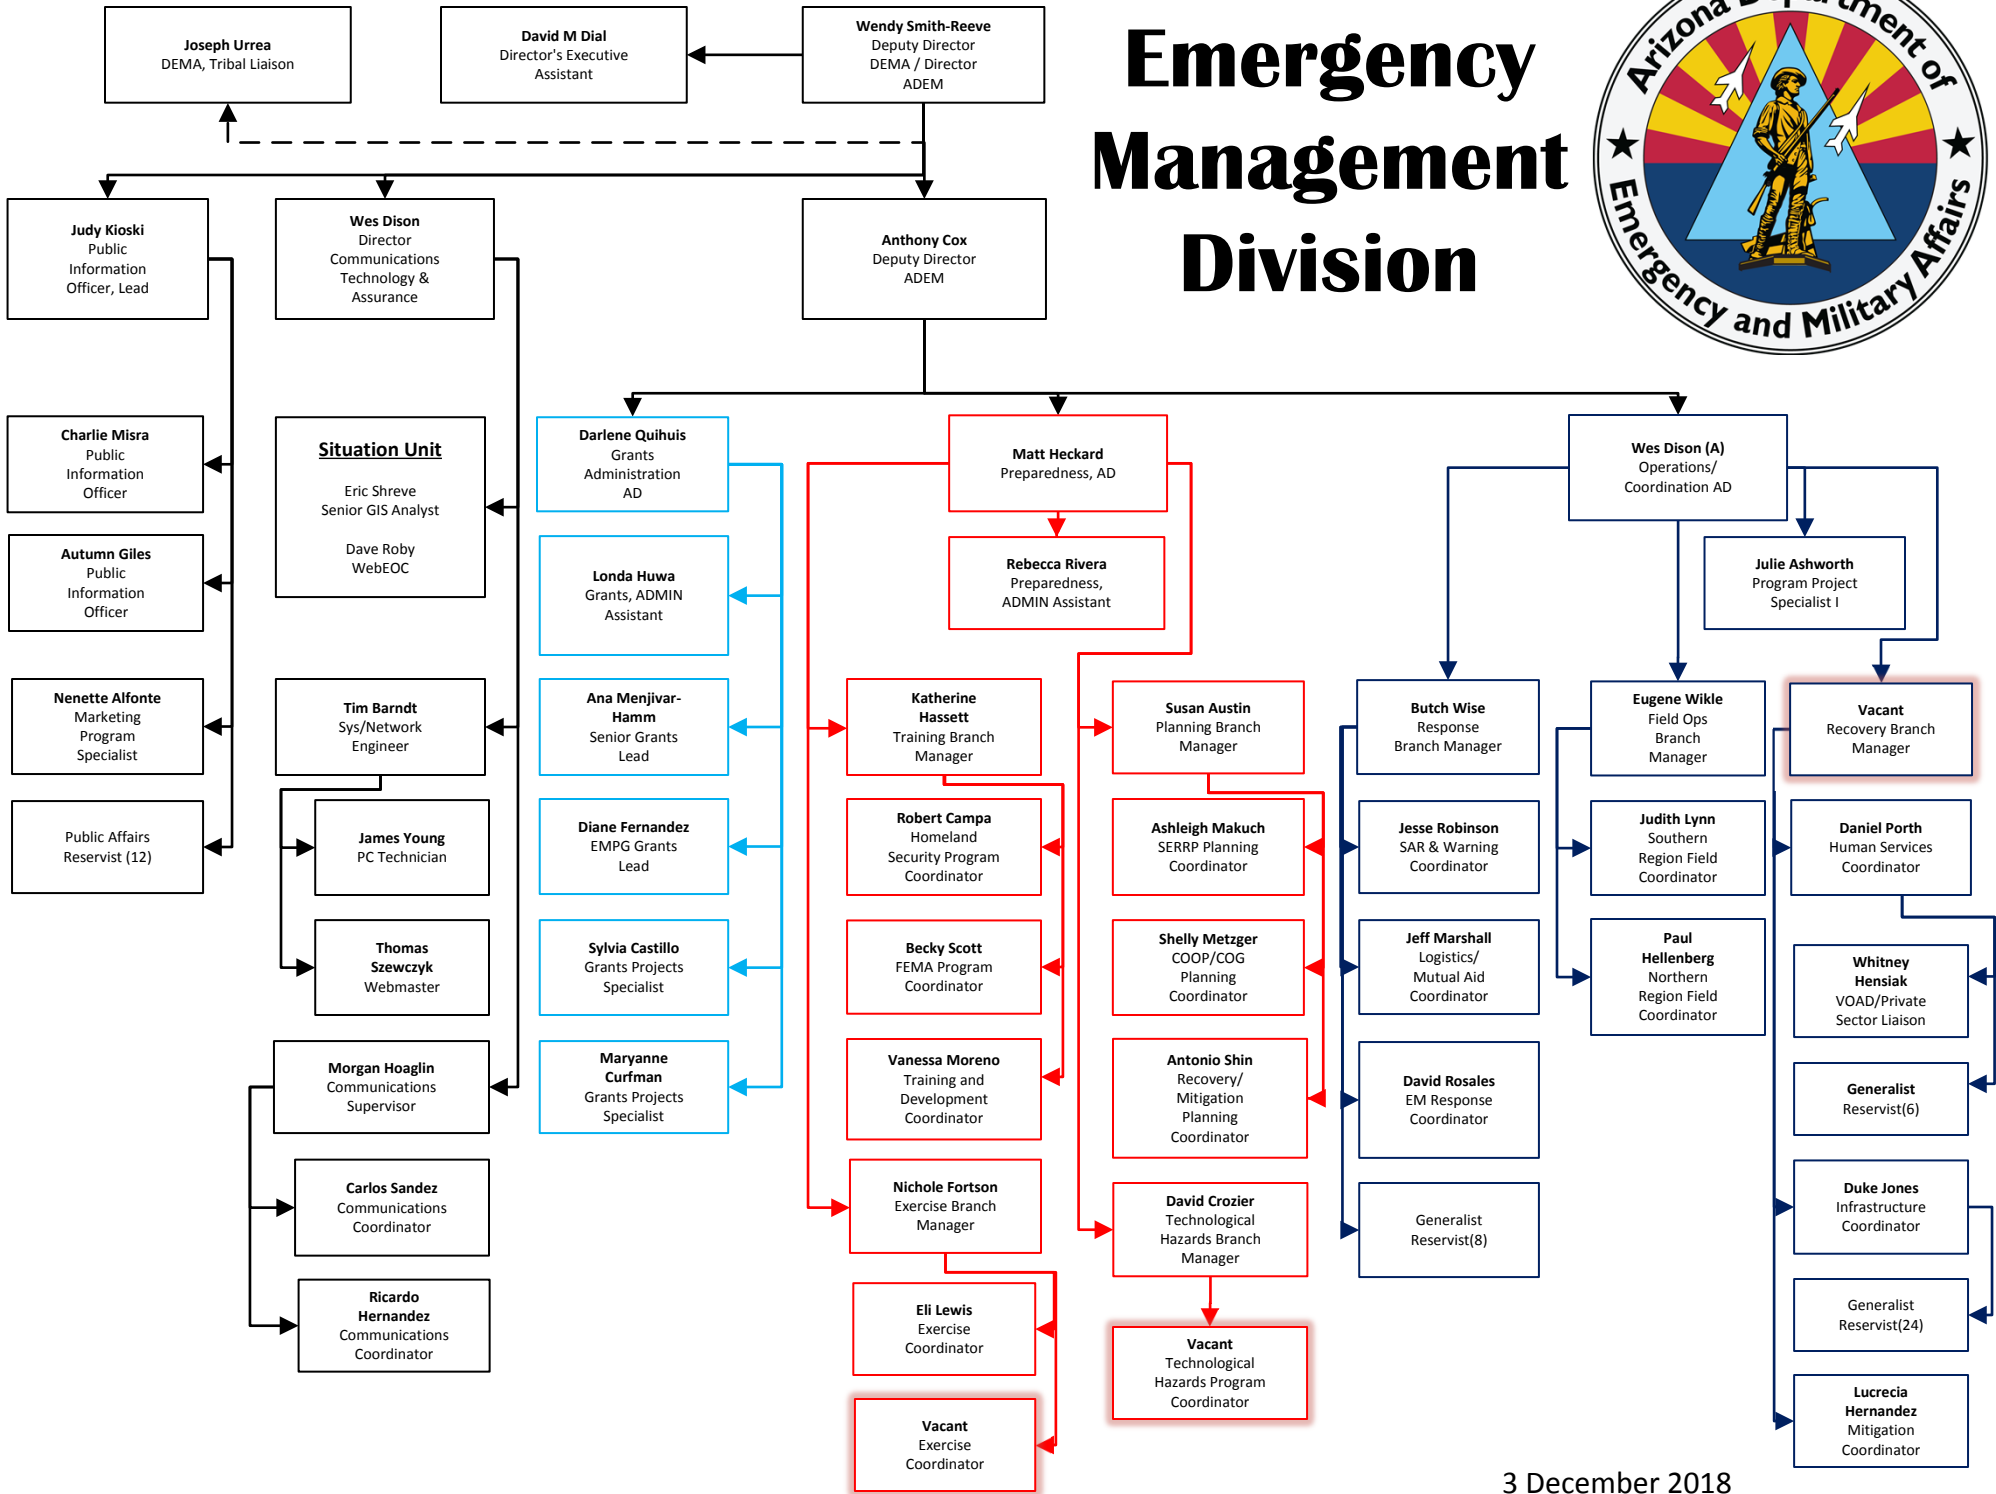 Emergency
Management
Division
Arizona Department of
Emergency and Military Affairs
Joseph Urrea
DEMA, Tribal Liaison
David M Dial
Director's Executive
Assistant
Wendy Smith-Reeve
Deputy Director
DEMA / Director
ADEM
Judy Kioski
Public
Information
Officer, Lead
Wes Dison
Director
Communications
Technology &
Assurance
Anthony Cox
Deputy Director
ADEM
Charlie Misra
Public
Information
Officer
Autumn Giles
Public
Information
Officer
Nenette Alfonte
Marketing
Program
Specialist
Public Affairs
Reservist (12)
Situation Unit
Eric Shreve
Senior GIS Analyst
Dave Roby
WebEOC
Tim Barndt
Sys/Network
Engineer
James Young
PC Technician
Thomas
Szewczyk
Webmaster
Morgan Hoaglin
Communications
Supervisor
Carlos Sandez
Communications
Coordinator
Ricardo
Hernandez
Communications
Coordinator
Darlene Quihuis
Grants
Administration
AD
Londa Huwa
Grants, ADMIN
Assistant
Ana Menjivar-
Hamm
Senior Grants
Lead
Diane Fernandez
EMPG Grants
Lead
Sylvia Castillo
Grants Projects
Specialist
Maryanne
Curfman
Grants Projects
Specialist
Matt Heckard
Preparedness, AD
Rebecca Rivera
Preparedness,
ADMIN Assistant
Katherine
Hassett
Training Branch
Manager
Robert Campa
Homeland
Security Program
Coordinator
Becky Scott
FEMA Program
Coordinator
Vanessa Moreno
Training and
Development
Coordinator
Nichole Fortson
Exercise Branch
Manager
Eli Lewis
Exercise
Coordinator
Vacant
Exercise
Coordinator
Susan Austin
Planning Branch
Manager
Ashleigh Makuch
SERRP Planning
Coordinator
Shelly Metzger
COOP/COG
Planning
Coordinator
Antonio Shin
Recovery/
Mitigation
Planning
Coordinator
David Crozier
Technological
Hazards Branch
Manager
Vacant
Technological
Hazards Program
Coordinator
Wes Dison (A)
Operations/
Coordination AD
Julie Ashworth
Program Project
Specialist I
Butch Wise
Response
Branch Manager
Jesse Robinson
SAR & Warning
Coordinator
Jeff Marshall
Logistics/
Mutual Aid
Coordinator
David Rosales
EM Response
Coordinator
Generalist
Reservist(8)
Eugene Wikle
Field Ops
Branch
Manager
Judith Lynn
Southern
Region Field
Coordinator
Paul
Hellenberg
Northern
Region Field
Coordinator
Vacant
Recovery Branch
Manager
Daniel Porth
Human Services
Coordinator
Whitney
Hensiak
VOAD/Private
Sector Liaison
Generalist
Reservist(6)
Duke Jones
Infrastructure
Coordinator
Generalist
Reservist(24)
Lucrecia
Hernandez
Mitigation
Coordinator
3 December 2018